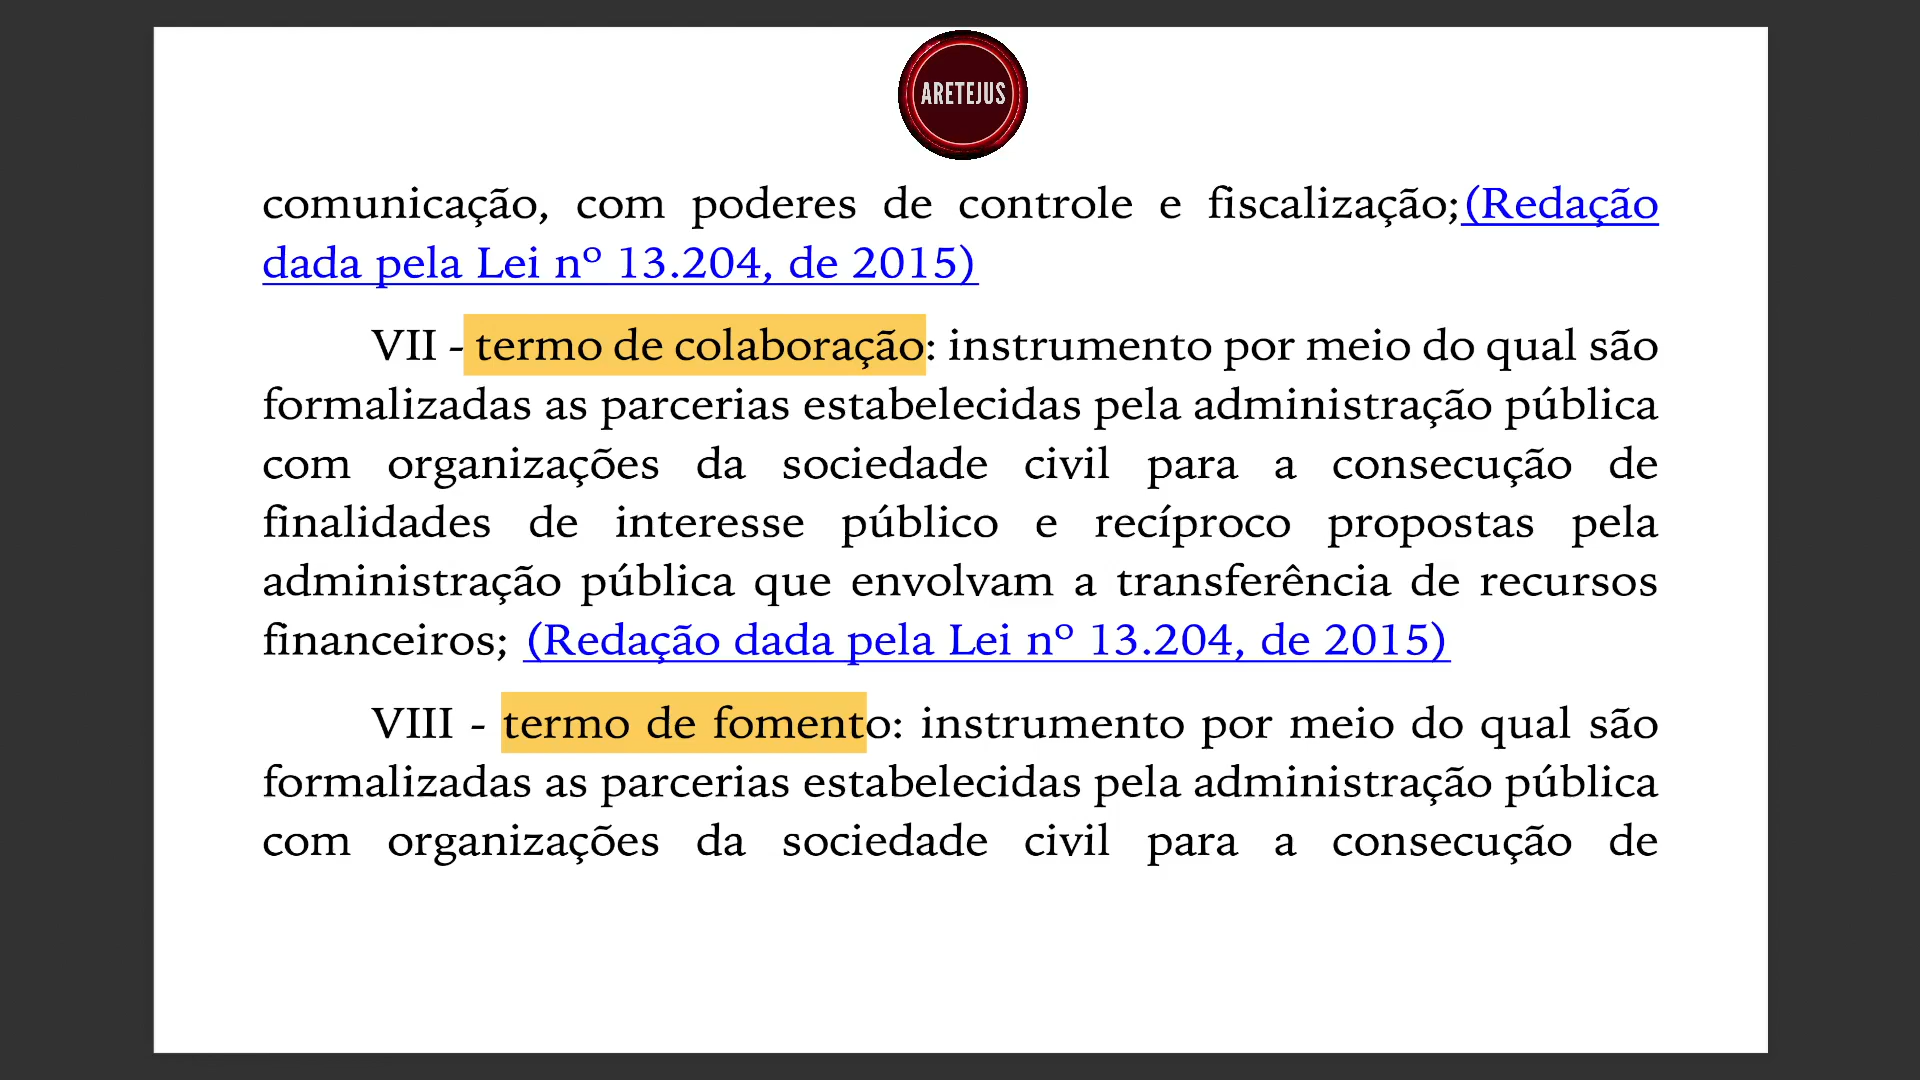 ARETEJUS
comunicação, com poderes de controle e fiscalização;(Redação
dada pela Lei nº 13.204, de 2015)
VII - termo de colaboração: instrumento por meio do qual são
formalizadas as parcerias estabelecidas pela administração pública
com organizações da sociedade civil para a consecução de
finalidades de interesse público e recíproco propostas pela
administração pública que envolvam a transferência de recursos
financeiros; (Redação dada pela Lei nº 13.204, de 2015)
VIII - termo de fomento: instrumento por meio do qual são
formalizadas as parcerias estabelecidas pela administração pública
com organizações da sociedade civil para a consecução de